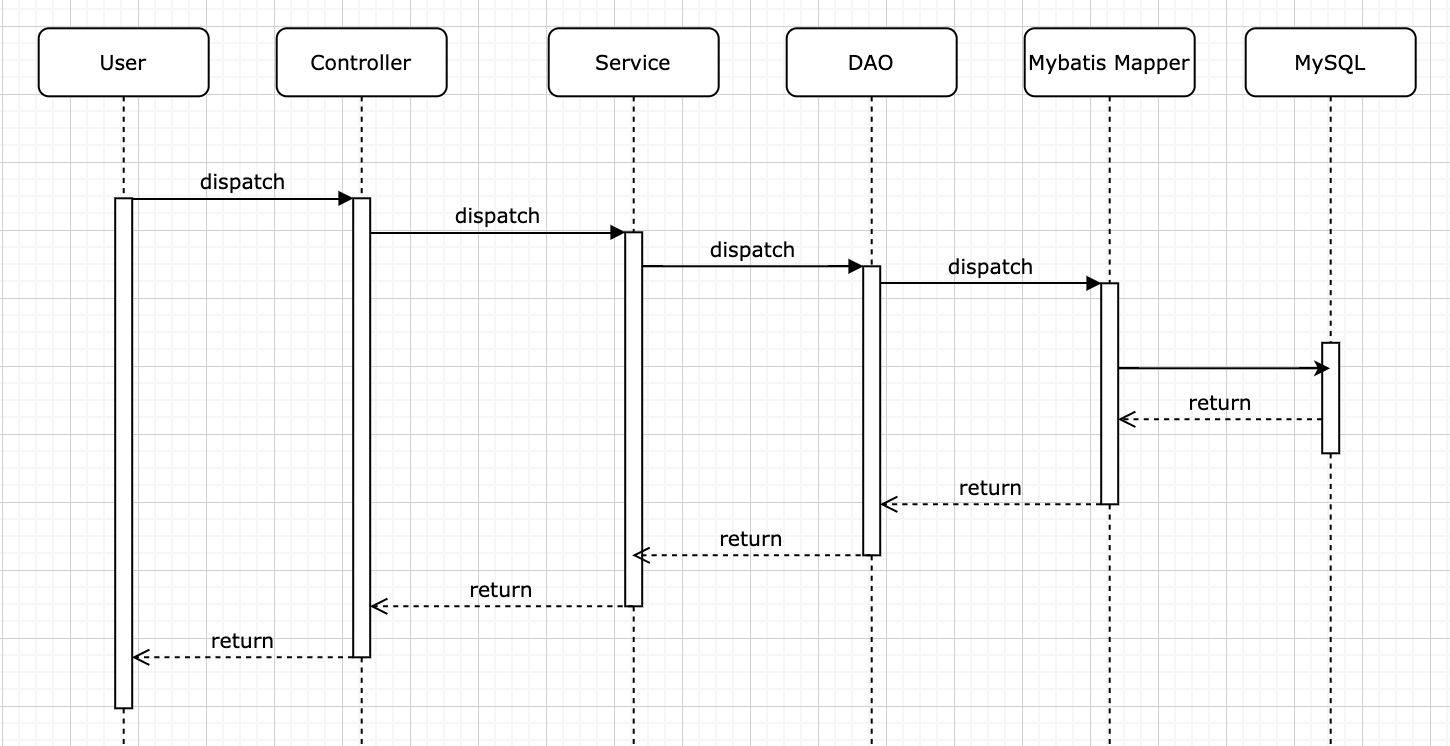 User
Controller
Service
DAO
Mybatis Mapper
MySQL
dispatch
dispatch
dispatch
dispatch
return
return
return
return
return